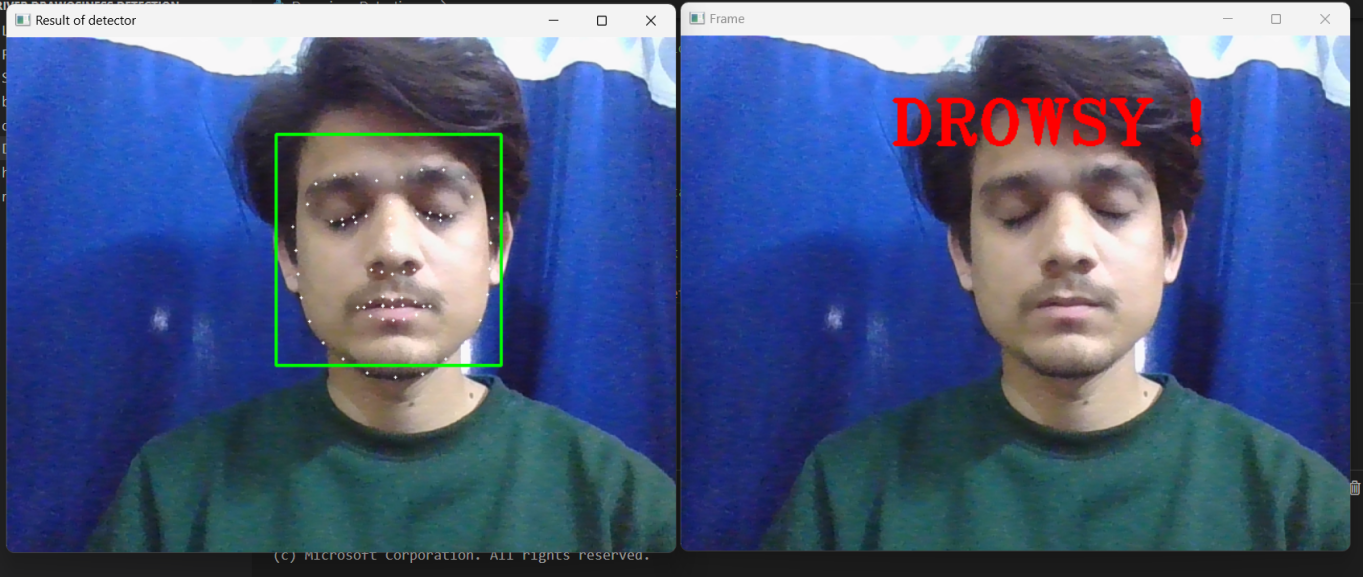 Result of detector
Frame
DROWSY !
(c) Microsoft Corporation. All rights reserved.